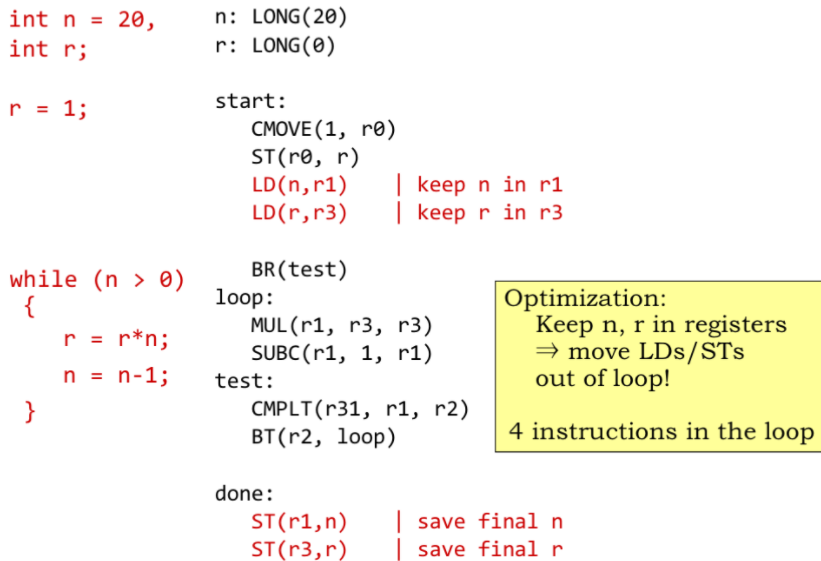 int n = 20,
int r;
r = 1;
while (n > 0)
{
r = r*n;
n = n-1;
}
n: LONG(20)
r: LONG(0)
start:
CMOVE(1, r0)
ST(r0, r)
LD(n,r1) | keep n in r1
LD(r,r3) | keep r in r3
BR(test)
loop:
MUL(r1, r3, r3)
SUBC(r1, 1, r1)
test:
CMPLT(r31, r1, r2)
BT(r2, loop)
done:
ST(r1,n) | save final n
ST(r3,r) | save final r
Optimization:
Keep n, r in registers
⇒ move LDs/STs
out of loop!
4 instructions in the loop